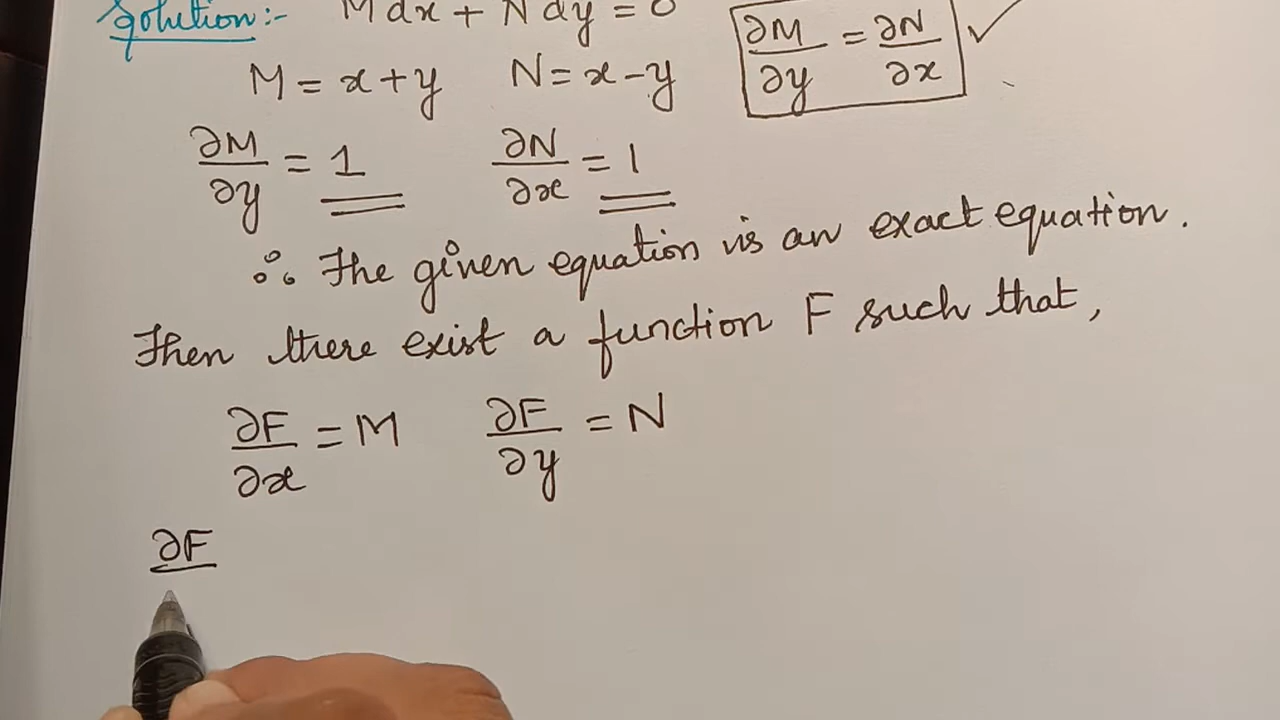 Solution:- M dx + N dy = 0
∂M/∂y = ∂N/∂x ✓
M = x + y N = x - y
∂M/∂y = 1 ∂N/∂x = 1
∴ The given equation is an exact equation.
Then there exist a function F such that,
∂F/∂x = M ∂F/∂y = N
∂F